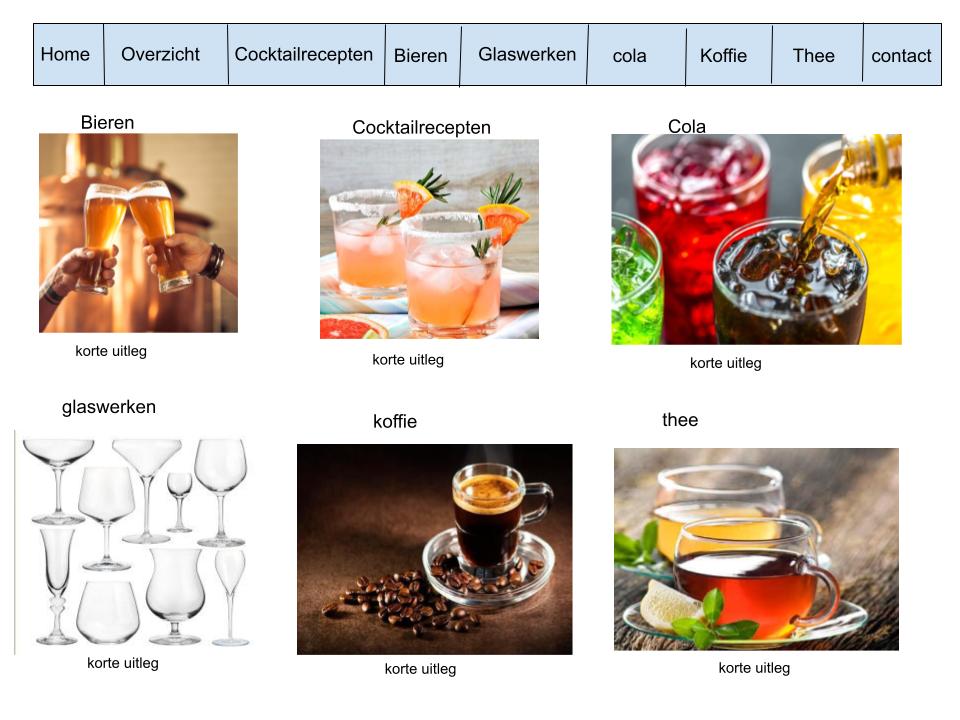 Home Overzicht Cocktailrecepten Bieren Glaswerken cola Koffie Thee contact
Bieren
Cocktailrecepten
Cola
korte uitleg
korte uitleg
korte uitleg
glaswerken
koffie
thee
korte uitleg
korte uitleg
korte uitleg